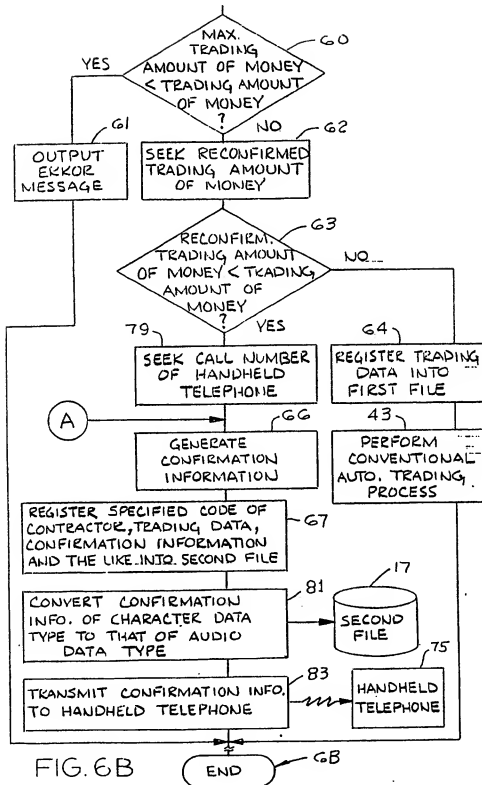 60
MAX.
TRADING
AMOUNT OF MONEY
< TRADING AMOUNT
OF MONEY
?
YES
NO
61
OUTPUT
EKKOR
MESSAGE
62
SEEK RECONFIRMED
TRADING AMOUNT
OF MONEY
63
RECONFIRM.
TRADING AMOUNT
OF MONEY < TKADING
AMOUNT OF
MONEY
?
NO
YES
79
SEEK CALL NUMBER
OF HANDHELD
TELEPHONE
64
REGISTER TRADING
DATA INTO
FIRST FILE
A
66
GENERATE
CONFIRMATION
INFORMATION
43
PERFORM
CONVENTIONAL
AUTO. TRADING
PROCESS
67
REGISTER SPECIFIED CODE OF
CONTRACTOR, TRADING DATA,
CONFIRMATION INFORMATION
AND THE LIKE INTO SECOND FILE
81
CONVERT CONFIRMATION
INFO. OF CHARACTER DATA
TYPE TO THAT OF AUDIO
DATA TYPE
17
SECOND
FILE
83
TRANSMIT CONFIRMATION INFO.
TO HANDHELD TELEPHONE
75
HANDHELD
TELEPHONE
FIG. 6B
END
6B